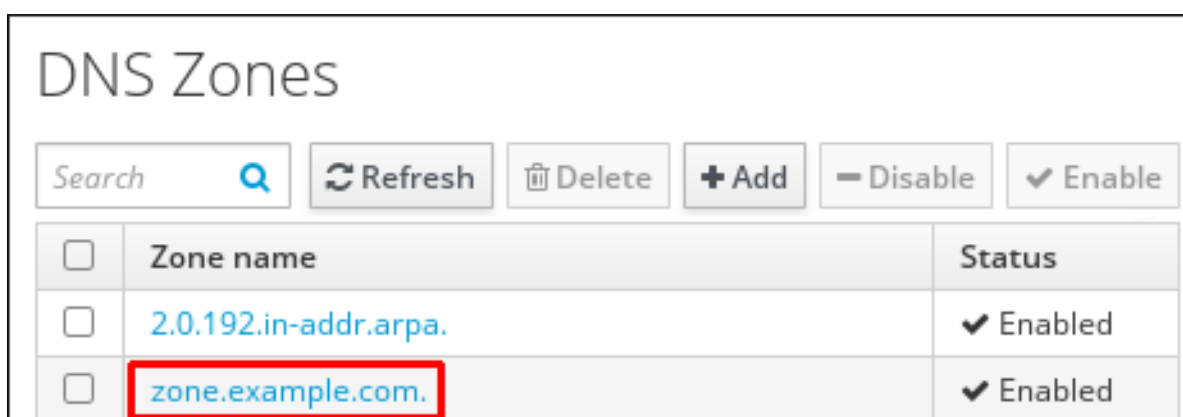 DNS Zones
Search Refresh Delete Add Disable Enable
Zone name Status
2.0.192.in-addr.arpa. Enabled
zone.example.com. Enabled